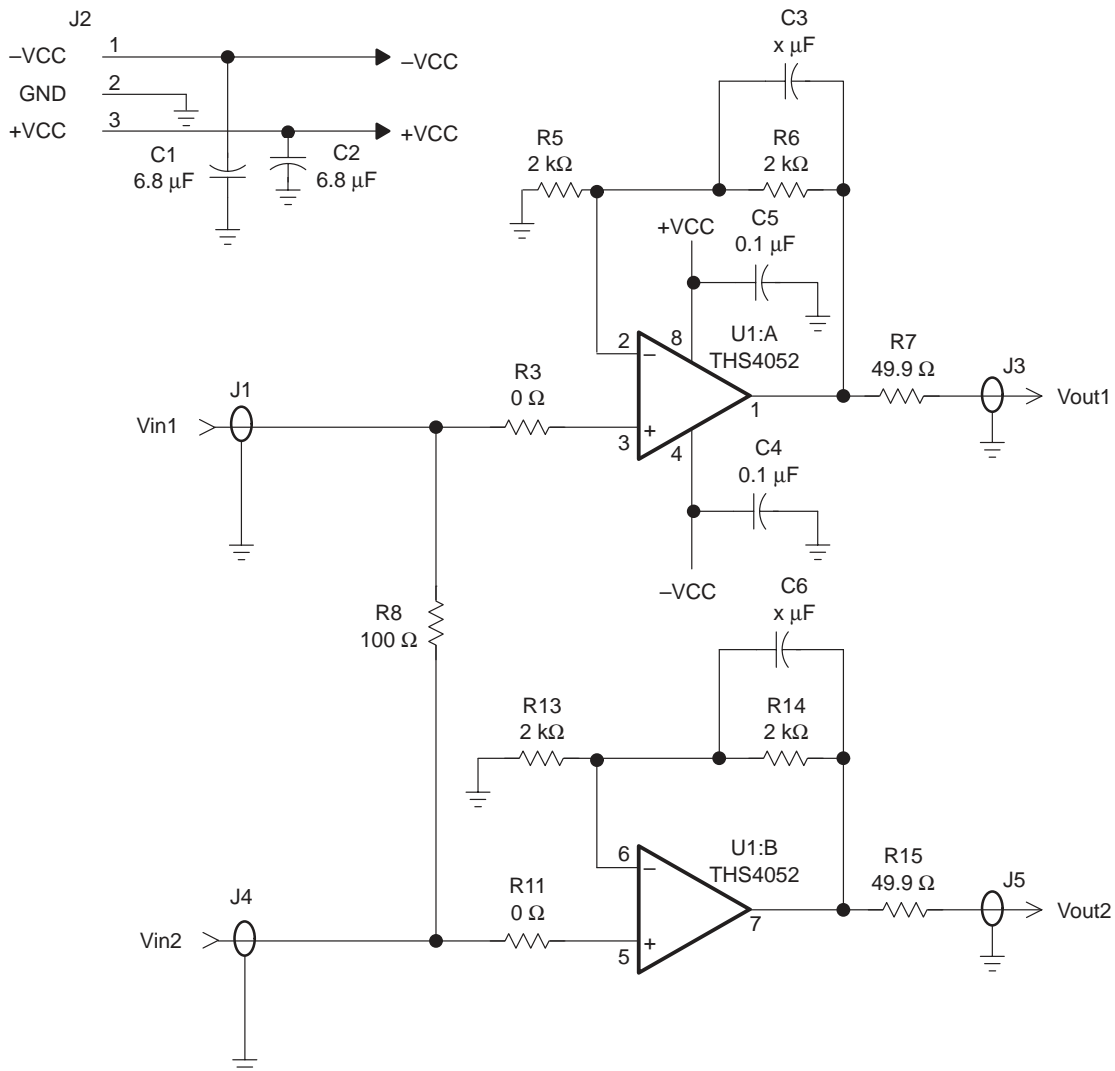 J2
–VCC
1
–VCC
GND
2
+VCC
3
+VCC
C1
6.8 µF
C2
6.8 µF
C3
x µF
R5
2 kΩ
R6
2 kΩ
+VCC
C5
0.1 µF
2
–
8
U1:A
THS4052
1
3
+
4
R7
49.9 Ω
J3
Vout1
Vin1
J1
R3
0 Ω
C4
0.1 µF
–VCC
R8
100 Ω
C6
x µF
R13
2 kΩ
R14
2 kΩ
6
–
U1:B
THS4052
7
5
+
R15
49.9 Ω
J5
Vout2
Vin2
J4
R11
0 Ω